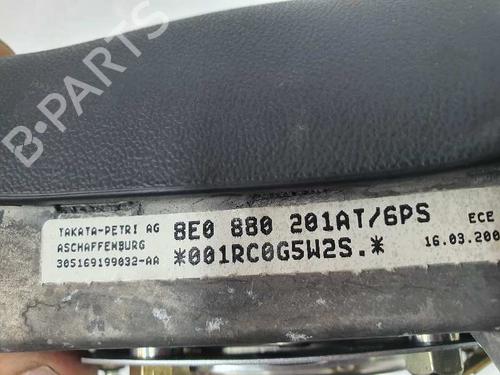 B-PARTS
TAKATA-PETRI AG
ASCHAFFENBURG
305169199032-AA
8E0 880 201AT/6PS
*001RC0G5W2S.*
ECE
16.03.200